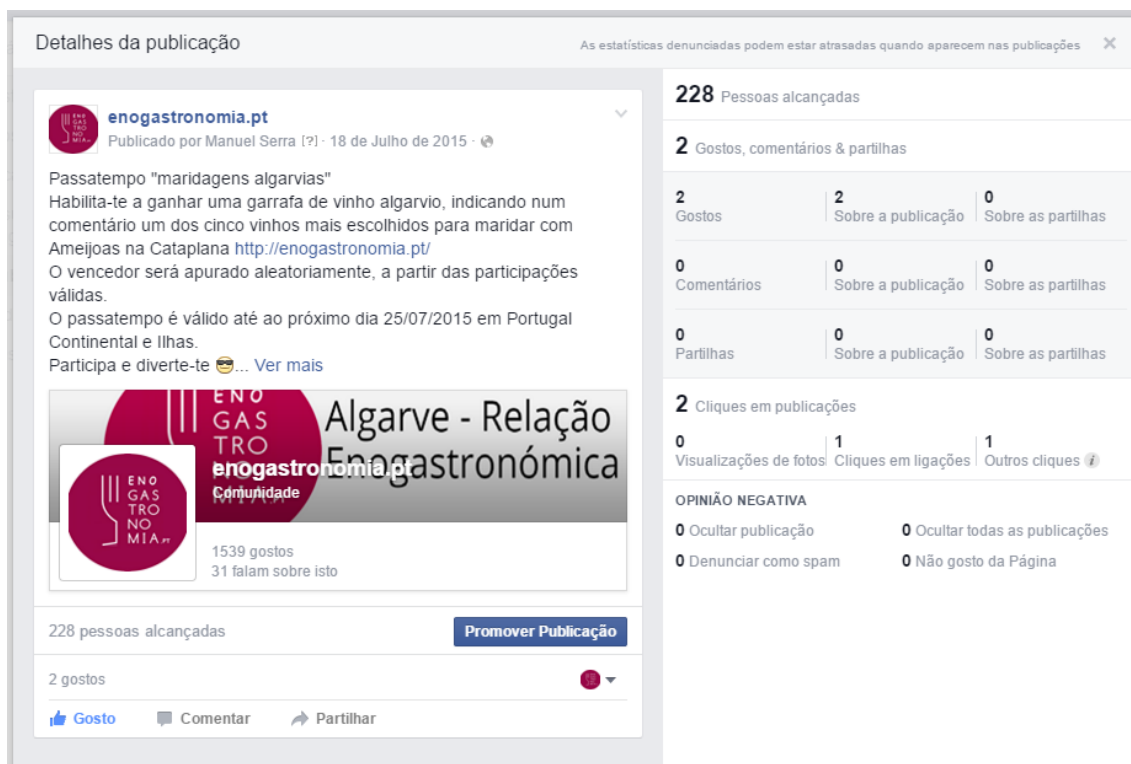 Detalhes da publicação
As estatísticas denunciadas podem estar atrasadas quando aparecem nas publicações
enogastronomia.pt
Publicado por Manuel Serra [?] · 18 de Julho de 2015 ·
Passatempo "maridagens algarvias"
Habilita-te a ganhar uma garrafa de vinho algarvio, indicando num
comentário um dos cinco vinhos mais escolhidos para maridar com
Ameijoas na Cataplana http://enogastronomia.pt/
O vencedor será apurado aleatoriamente, a partir das participações
válidas.
O passatempo é válido até ao próximo dia 25/07/2015 em Portugal
Continental e Ilhas.
Participa e diverte-te 😎... Ver mais
ENO
GAS
TRO
NO
MIA.PT
Algarve - Relação
Enogastronómica
enogastronomia.pt
Comunidade
ENO
GAS
TRO
NO
MIA.PT
1539 gostos
31 falam sobre isto
228 pessoas alcançadas
Promover Publicação
2 gostos
Gosto Comentar Partilhar
228 Pessoas alcançadas
2 Gostos, comentários & partilhas
2 2 0
Gostos Sobre a publicação Sobre as partilhas
0 0 0
Comentários Sobre a publicação Sobre as partilhas
0 0 0
Partilhas Sobre a publicação Sobre as partilhas
2 Cliques em publicações
0 1 1
Visualizações de fotos Cliques em ligações Outros cliques i
OPINIÃO NEGATIVA
0 Ocultar publicação 0 Ocultar todas as publicações
0 Denunciar como spam 0 Não gosto da Página